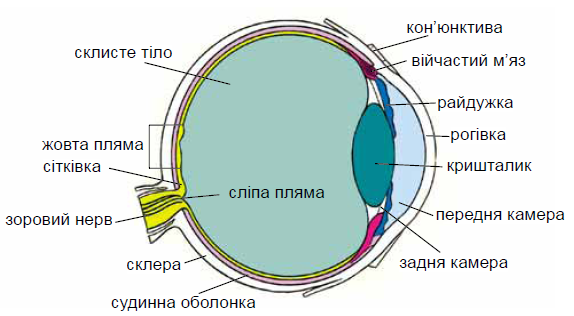 кон'юнктива
склисте тіло
війчастий м'яз
райдужка
рогівка
жовта пляма
сітківка
кришталик
сліпа пляма
зоровий нерв
передня камера
склера
задня камера
судинна оболонка